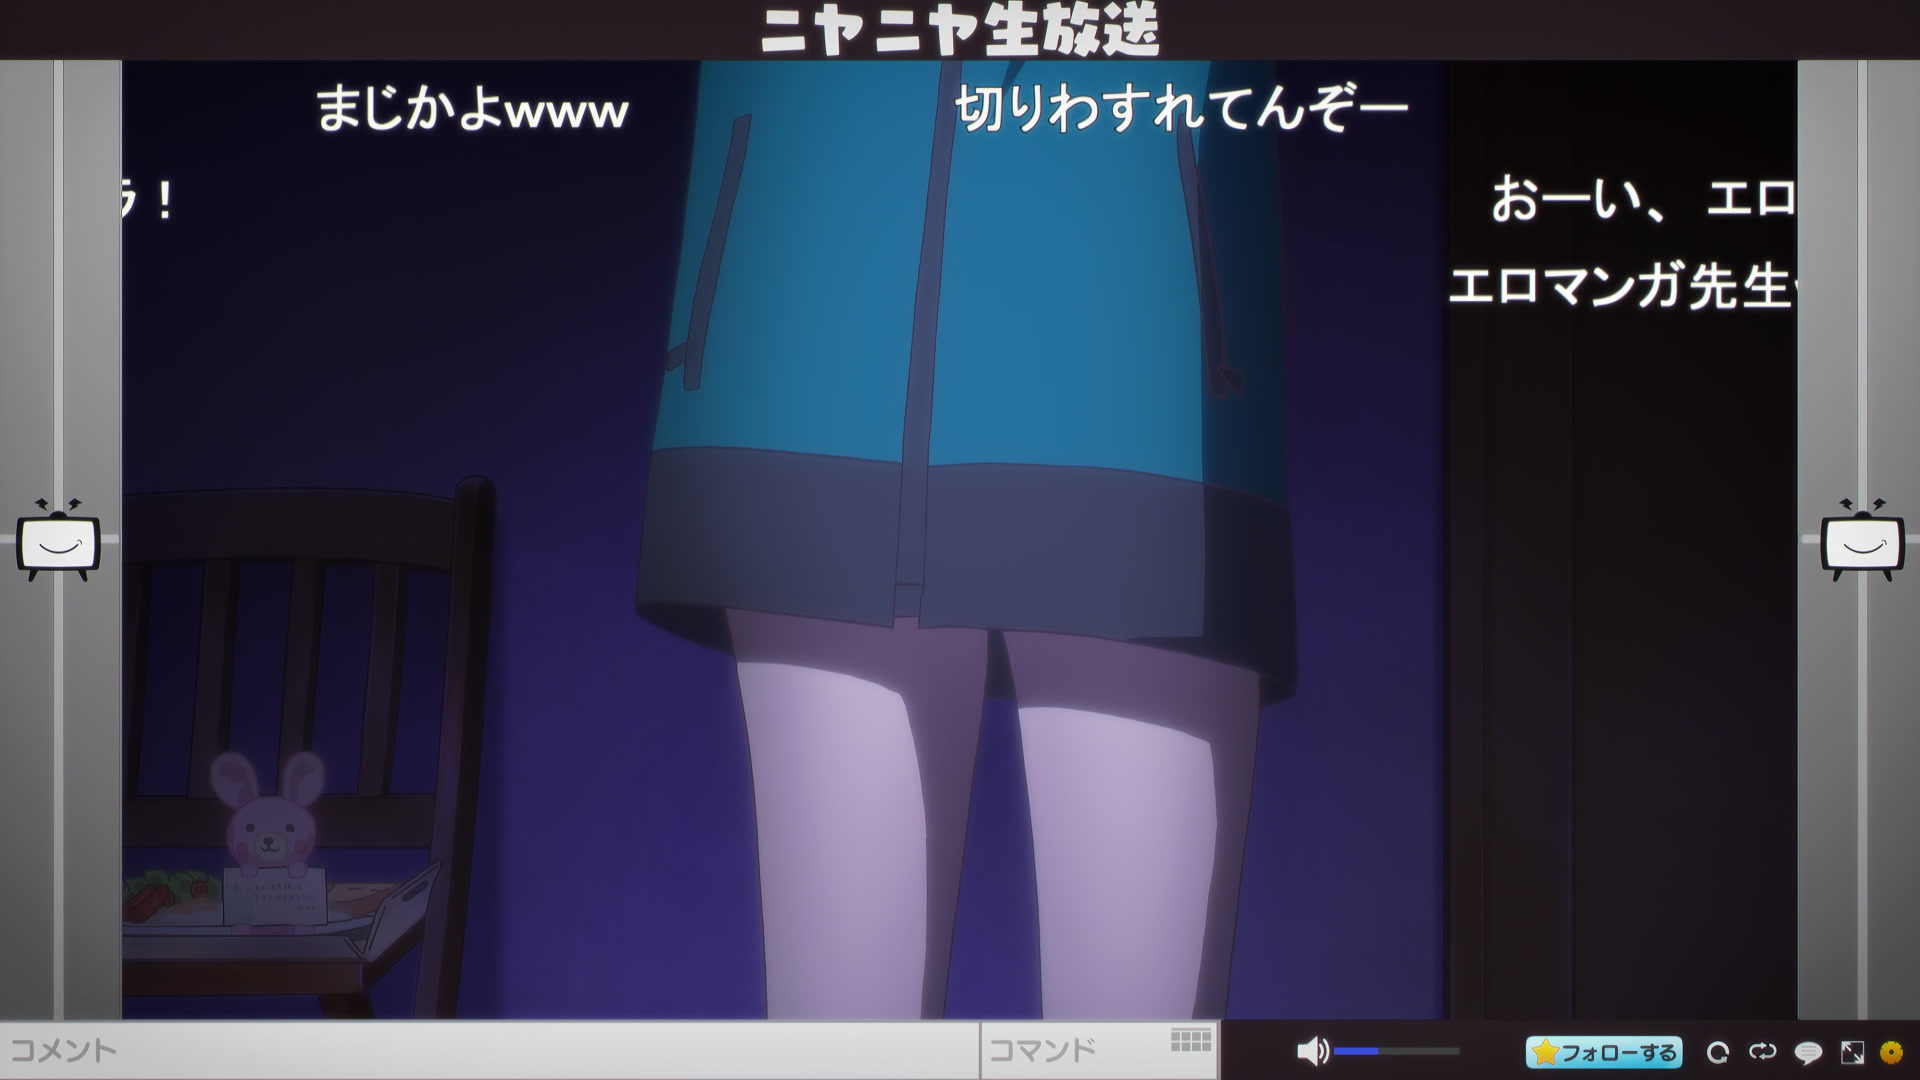 ニヤニヤ生放送
まじかよwww
切りわすれてんぞー
ラ！
おーい、エロ
エロマンガ先生
コメント
コマンド
フォローする